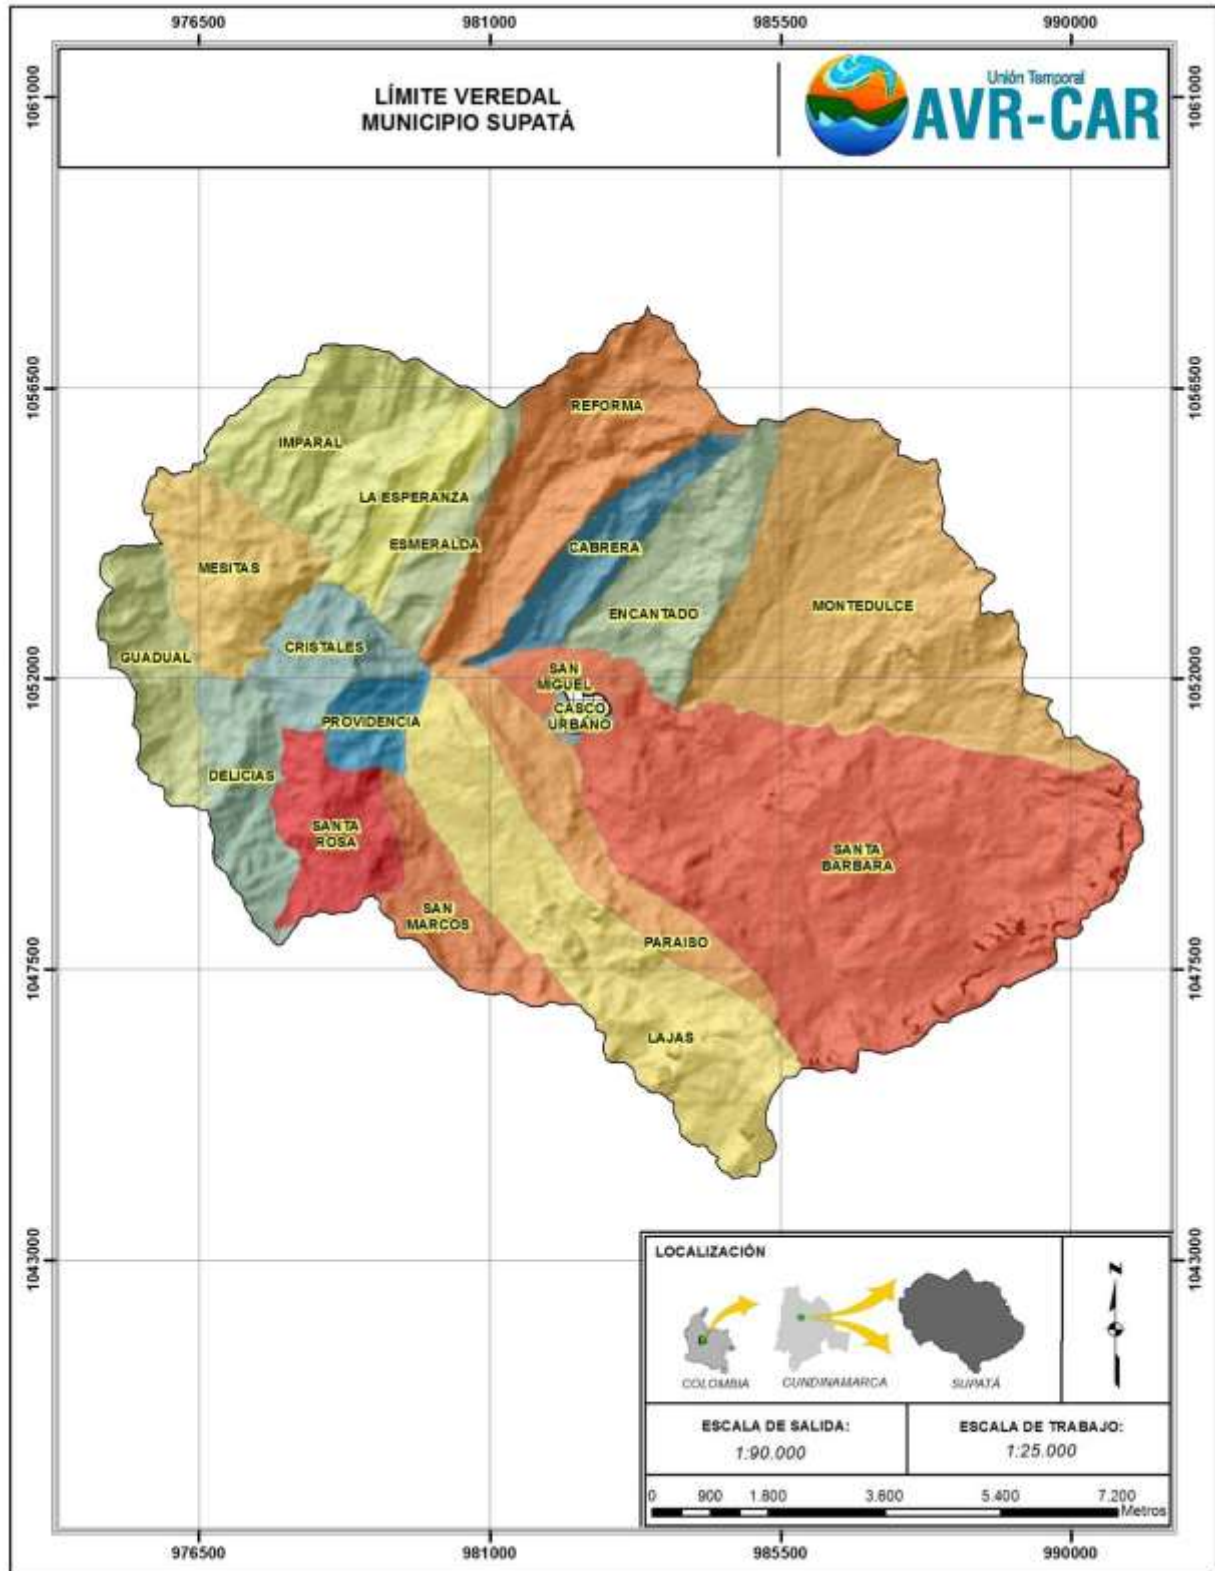 976500
981000
985500
990000
1061000
LÍMITE VEREDAL
MUNICIPIO SUPATÁ
Unión Temporal
AVR-CAR
1061000
1056500
REFORMA
1056500
IMPARAL
LA ESPERANZA
ESMERALDA
CABRERA
MESITAS
MONTEDULCE
ENCANTADO
CRISTALES
GUADUAL
1052000
SAN
MIGUEL
1052000
CASCO
URBANO
PROVIDENCIA
DELICIAS
SANTA
ROSA
SANTA
BARBARA
SAN
MARCOS
PARAISO
1047500
1047500
LAJAS
1043000
LOCALIZACIÓN
1043000
N
COLOMBIA
CUNDINAMARCA
SUPATÁ
ESCALA DE SALIDA:
1:90.000
ESCALA DE TRABAJO:
1:25.000
0 900 1.800 3.600 5.400 7.200
Metros
976500
981000
985500
990000